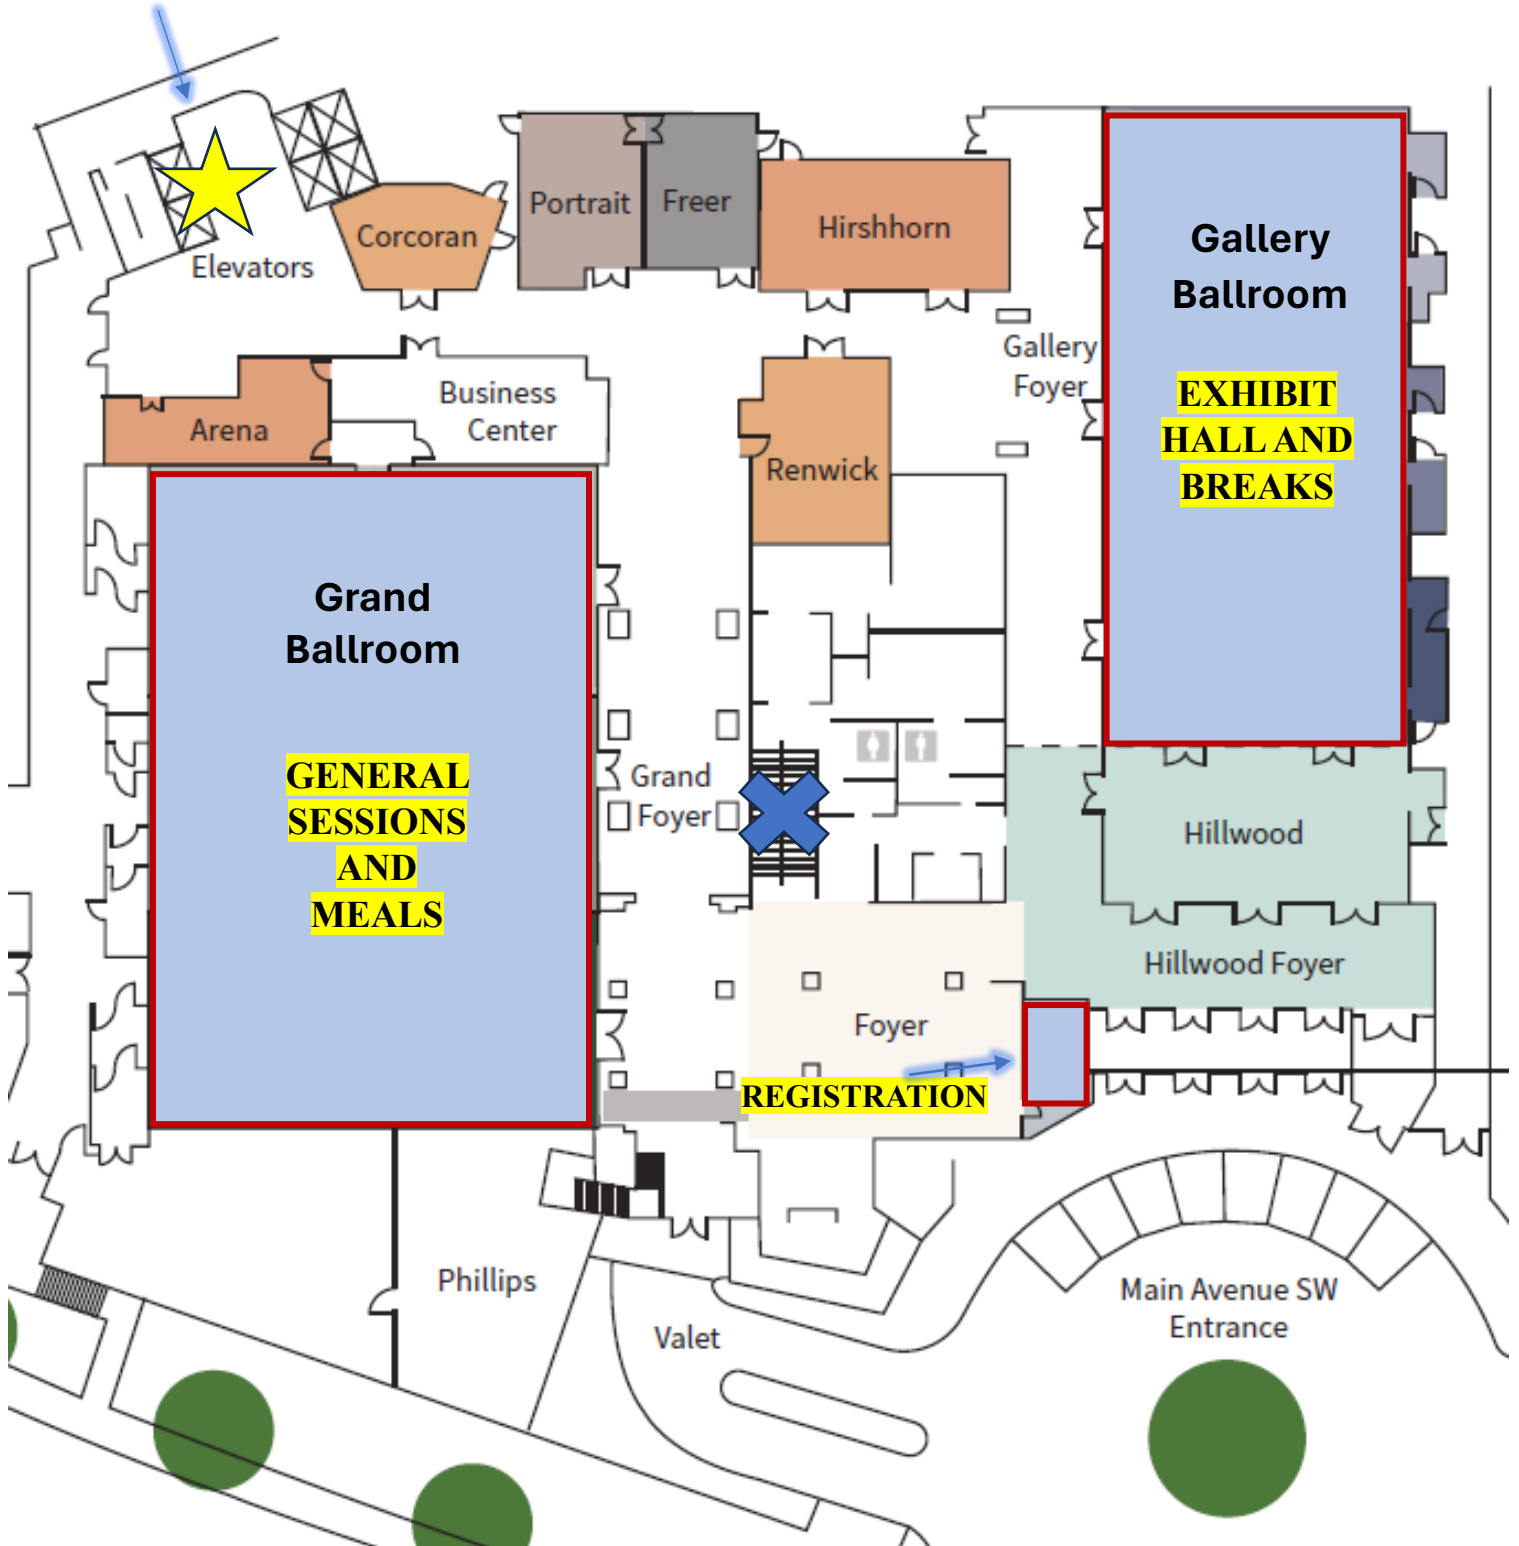 Portrait
Freer
Hirshhorn
Corcoran
Elevators
Gallery
Ballroom
EXHIBIT
HALL AND
BREAKS
Gallery
Foyer
Business
Center
Arena
Renwick
Grand
Ballroom
GENERAL
SESSIONS
AND
MEALS
Grand
Foyer
Hillwood
Hillwood Foyer
Foyer
REGISTRATION
Phillips
Valet
Main Avenue SW
Entrance